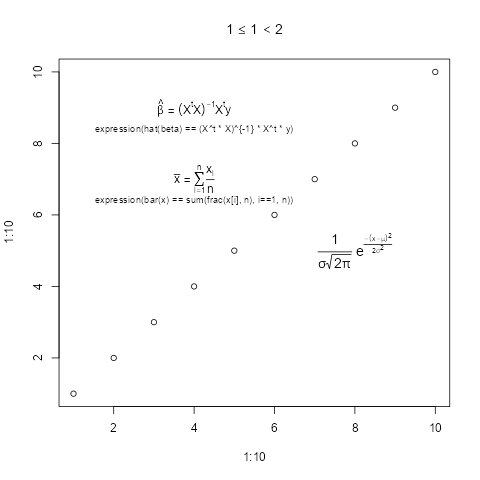 1 ≤ 1 < 2
10
8
6
4
2
1:10
β̂ = (XᵗX)⁻¹Xᵗy
expression(hat(beta) == (X^t * X)^{-1} * X^t * y)
x̄ = ∑ᵢ₌₁ⁿ xᵢ/n
expression(bar(x) == sum(frac(x[i], n), i==1, n))
1/(σ√(2π)) e^(−(x−μ)²/2σ²)
2 4 6 8 10
1:10